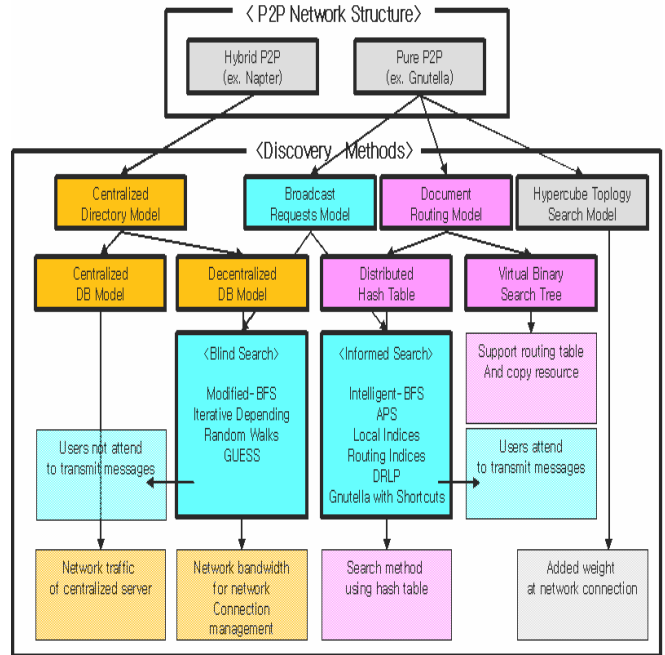 < P2P Network Structure>
Hybrid P2P
(ex. Napter)
Pure P2P
(ex. Gnutella)
<Discovery Methods>
Centralized
Directory Model
Broadcast
Requests Model
Document
Routing Model
Hypercube Toplogy
Search Model
Centralized
DB Model
Decentralized
DB Model
Distributed
Hash Table
Virtual Binary
Search Tree
<Blind Search>
Modified-BFS
Iterative Depending
Random Walks
GUESS
<Informed Search>
Intelligent-BFS
APS
Local Indices
Routing Indices
DRLP
Gnutella with Shortcuts
Support routing table
And copy resource
Users not attend
to transmit messages
Users attend
to transmit messages
Network traffic
of centralized server
Network bandwidth
for network
Connection
management
Search method
using hash table
Added weight
at network connection